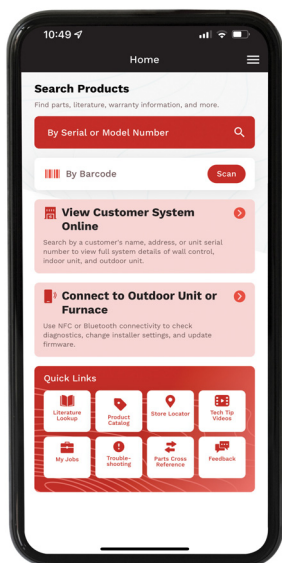 10:49
Home
Search Products
Find parts, literature, warranty information, and more.
By Serial or Model Number
By Barcode
Scan
View Customer System
Online
Search by a customer's name, address, or unit serial
number to view full system details of wall control,
indoor unit, and outdoor unit.
Connect to Outdoor Unit or
Furnace
Use NFC or Bluetooth connectivity to check
diagnostics, change installer settings, and update
firmware.
Quick Links
Literature
Lookup
Product
Catalog
Store Locator
Tech Tip
Videos
My Jobs
Trouble-
shooting
Parts Cross
Reference
Feedback